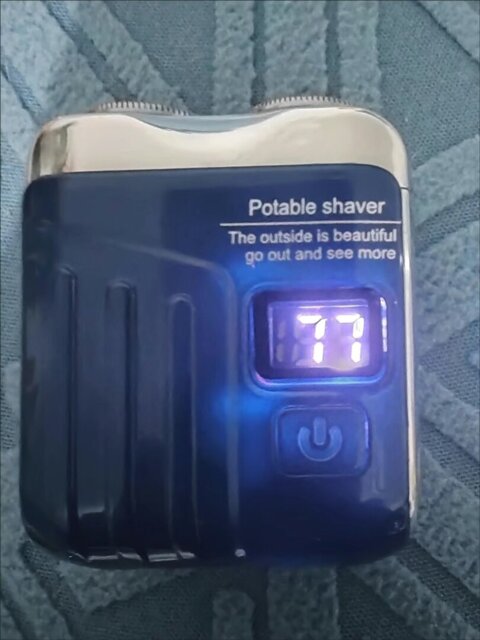 Potable shaver
The outside is beautiful
go out and see more
77